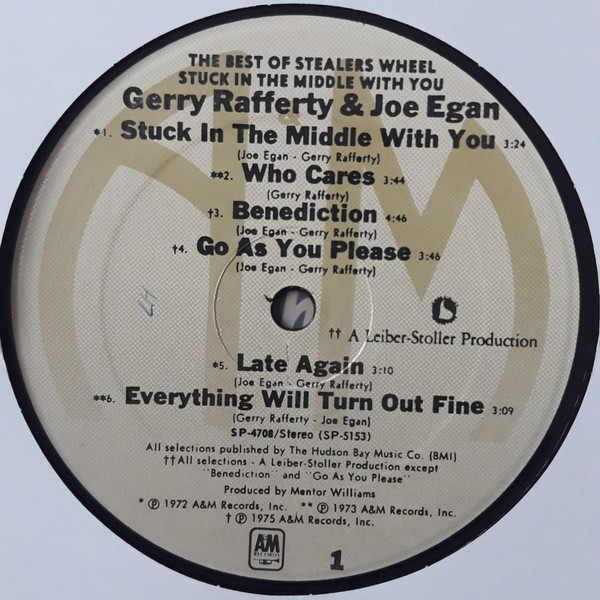 THE BEST OF STEALERS WHEEL
STUCK IN THE MIDDLE WITH YOU
Gerry Rafferty & Joe Egan
*1. Stuck In The Middle With You 3:24
(Joe Egan - Gerry Rafferty)
**2. Who Cares 3:44
(Gerry Rafferty)
†3. Benediction 4:46
(Joe Egan - Gerry Rafferty)
†4. Go As You Please 3:46
(Joe Egan - Gerry Rafferty)
†† A Leiber-Stoller Production
*5. Late Again 3:10
(Joe Egan - Gerry Rafferty)
**6. Everything Will Turn Out Fine 3:09
(Gerry Rafferty - Joe Egan)
SP-4708/Stereo (SP-5153)
All selections published by The Hudson Bay Music Co. (BMI)
††All selections - A Leiber-Stoller Production except
"Benediction" and "Go As You Please"
Produced by Mentor Williams
* ℗ 1972 A&M Records, Inc. ** ℗ 1973 A&M Records, Inc.
† ℗ 1975 A&M Records, Inc.
A&M
RECORDS
1